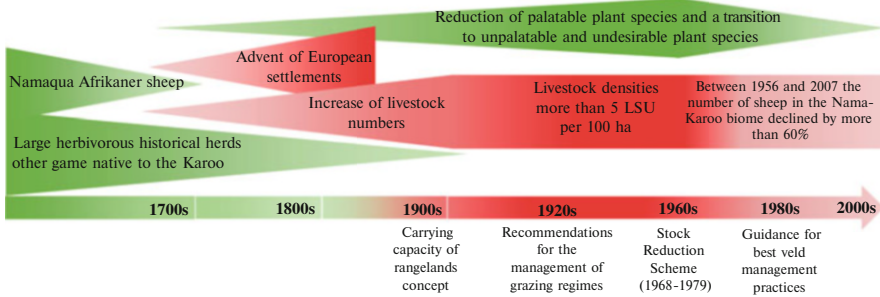 Reduction of palatable plant species and a transition
to unpalatable and undesirable plant species
Advent of European
settlements
Namaqua Afrikaner sheep
Increase of livestock
numbers
Livestock densities
more than 5 LSU
per 100 ha
Between 1956 and 2007 the
number of sheep in the Nama-
Karoo biome declined by more
than 60%
Large herbivorous historical herds
other game native to the Karoo
1700s
1800s
1900s
1920s
1960s
1980s
2000s
Carrying
capacity of
rangelands
concept
Recommendations
for the
management of
grazing regimes
Stock
Reduction
Scheme
(1968-1979)
Guidance for
best veld
management
practices